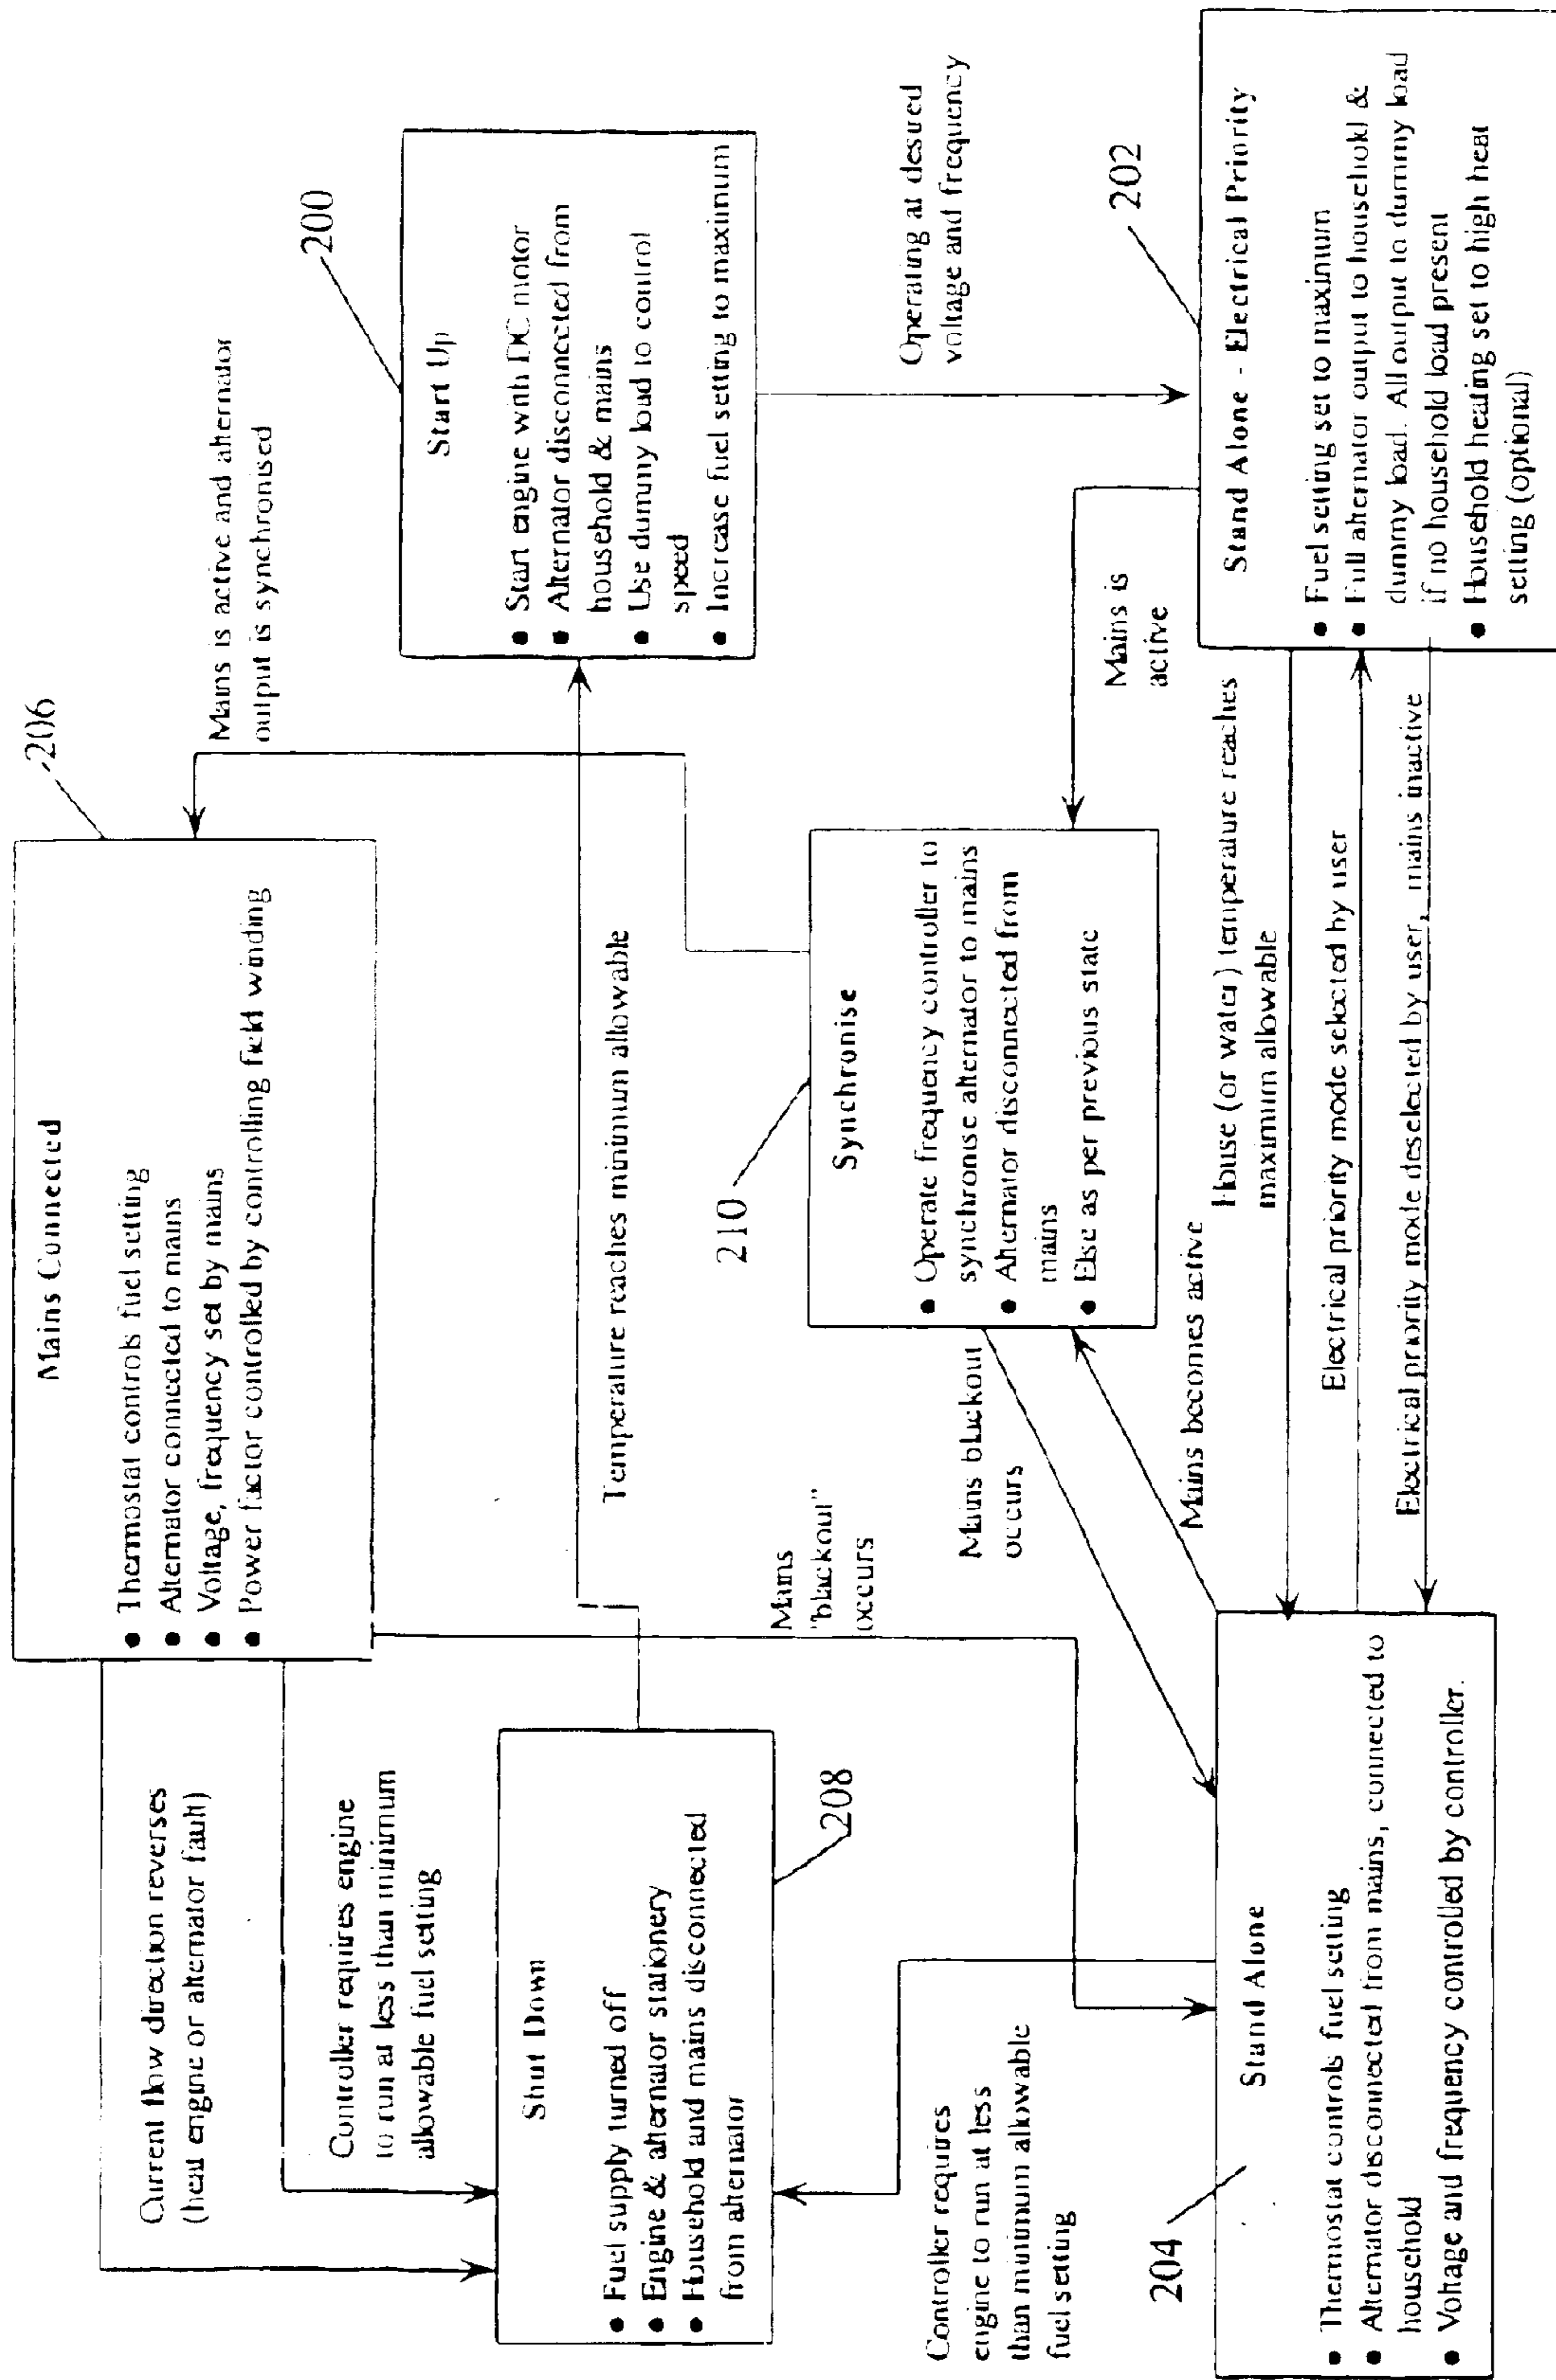 Mains Connected
● Thermostat controls fuel setting
● Alternator connected to mains
● Voltage, frequency set by mains
● Power factor controlled by controlling field winding
206
Current flow direction reverses
(heat engine or alternator fault)
Controller requires engine
to run at less than minimum
allowable fuel setting
Mains is active and alternator
output is synchronised
200
Start Up
● Start engine with DC motor
● Alternator disconnected from
household & mains
● Use dummy load to control
speed
● Increase fuel setting to maximum
Temperature reaches minimum allowable
Shut Down
● Fuel supply turned off
● Engine & alternator stationery
● Household and mains disconnected
from alternator
208
Mains
"blackout"
occurs
210
Synchronise
● Operate frequency controller to
synchronise alternator to mains
● Alternator disconnected from
mains
● Else as per previous state
Operating at desired
voltage and frequency
Mains is
active
Mains blackout
occurs
Mains becomes active
Controller requires
engine to run at less
than minimum allowable
fuel setting
House (or water) temperature reaches
maximum allowable
Electrical priority mode selected by user
Electrical priority mode deselected by user, mains inactive
204
Stand Alone
● Thermostat controls fuel setting
● Alternator disconnected from mains, connected to
household
● Voltage and frequency controlled by controller.
202
Stand Alone - Electrical Priority
● Fuel setting set to maximum
● Full alternator output to household &
dummy load. All output to dummy load
if no household load present
● Household heating set to high heat
setting (optional)